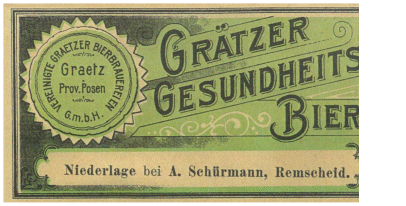 VEREINIGTE GRAETZER BIERBRAUEREIEN
Graetz
Prov. Posen
G.m.b.H.
GRÄTZER
GESUNDHEITS
BIER
Niederlage bei A. Schürmann, Remscheid.